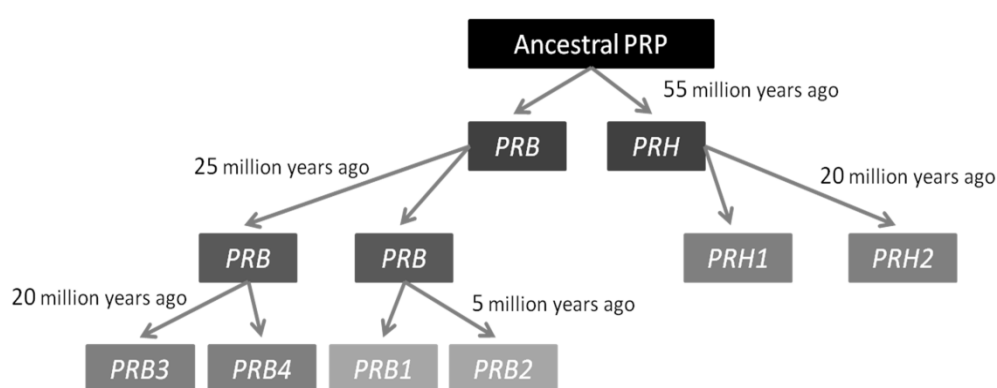 Ancestral PRP
55 million years ago
PRB
PRH
25 million years ago
20 million years ago
PRB
PRB
PRH1
PRH2
20 million years ago
5 million years ago
PRB3
PRB4
PRB1
PRB2